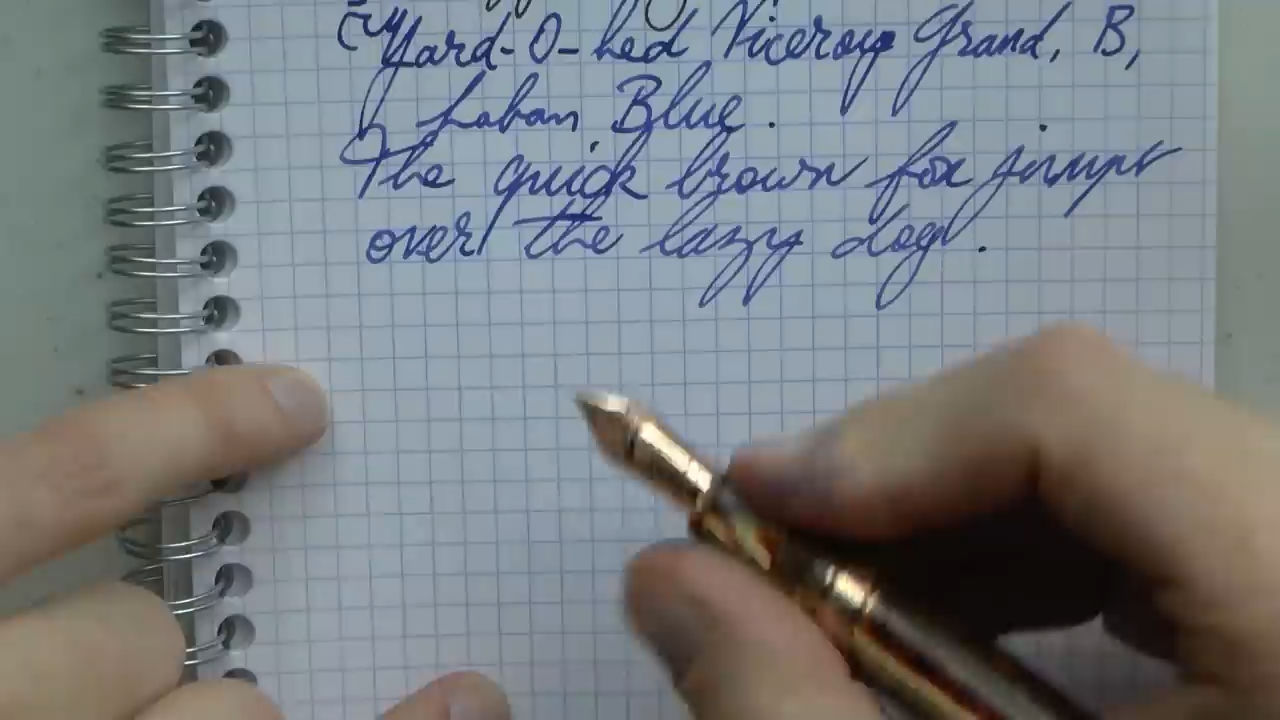 Yard-O-Led Viceroy Grand, B,
Laban Blue.
The quick brown fox jumps
over the lazy dog.